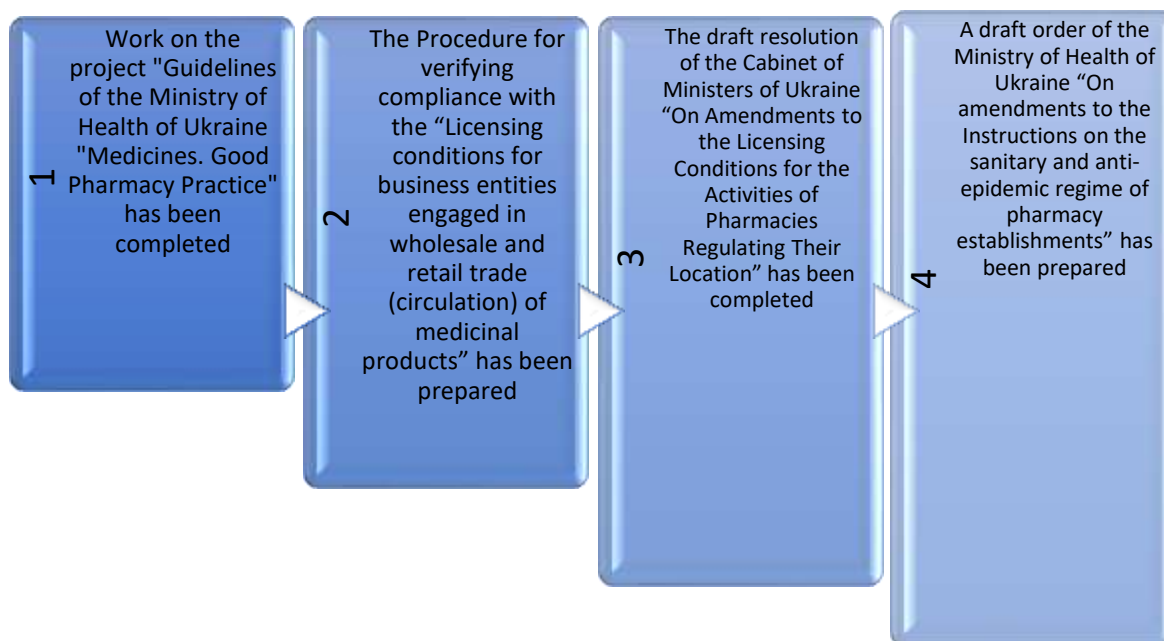 1
Work on the
project "Guidelines
of the Ministry of
Health of Ukraine
"Medicines. Good
Pharmacy Practice"
has been
completed
2
The Procedure for
verifying
compliance with
the “Licensing
conditions for
business entities
engaged in
wholesale and
retail trade
(circulation) of
medicinal
products” has been
prepared
3
The draft resolution
of the Cabinet of
Ministers of Ukraine
“On Amendments to
the Licensing
Conditions for the
Activities of
Pharmacies
Regulating Their
Location” has been
completed
4
A draft order of the
Ministry of Health of
Ukraine “On
amendments to the
Instructions on the
sanitary and anti-
epidemic regime of
pharmacy
establishments” has
been prepared